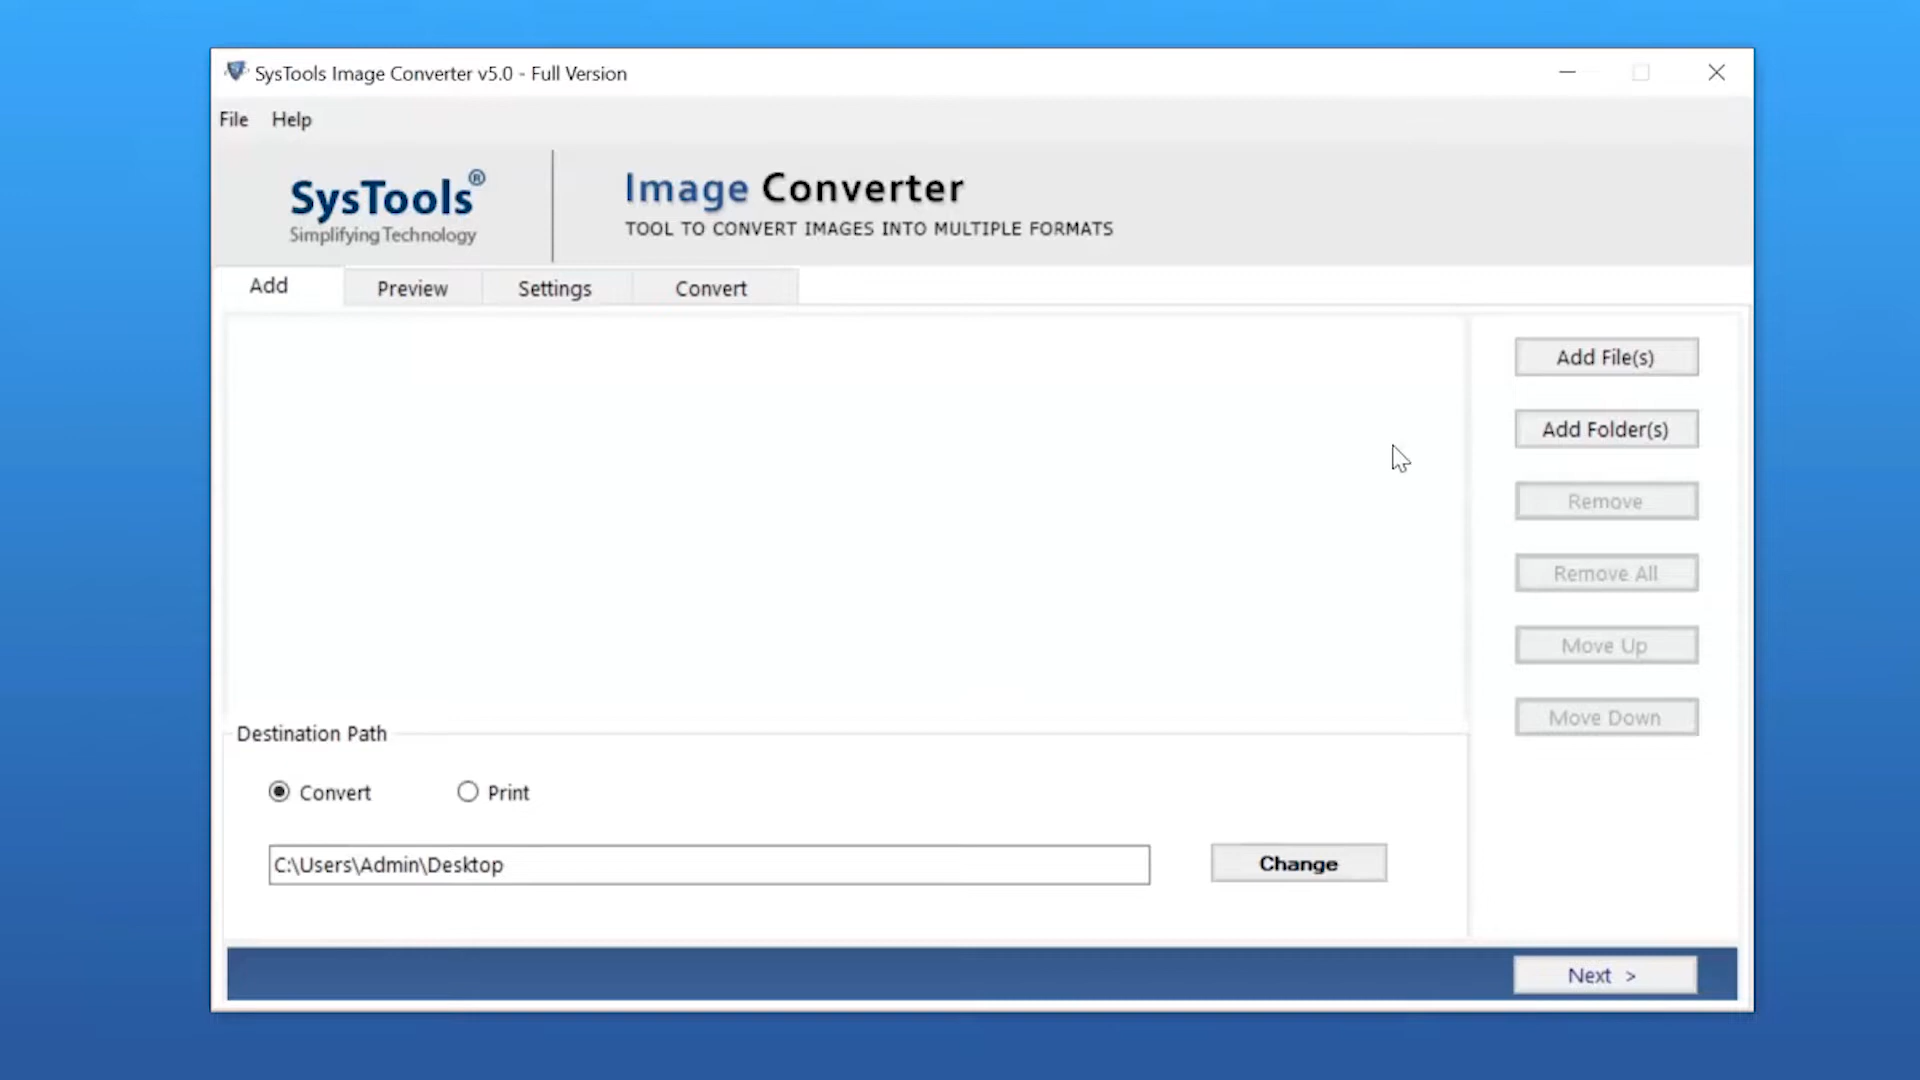 SysTools Image Converter v5.0 - Full Version
File Help
SysTools®
Simplifying Technology
Image Converter
TOOL TO CONVERT IMAGES INTO MULTIPLE FORMATS
Add Preview Settings Convert
Add File(s)
Add Folder(s)
Remove
Remove All
Move Up
Move Down
Destination Path
Convert Print
C:\Users\Admin\Desktop
Change
Next >